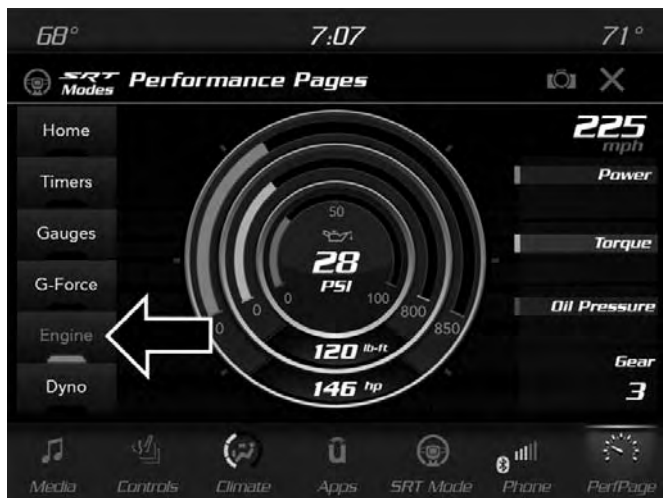 68° 7:07 71°
SRT Modes Performance Pages
Home
Timers
Gauges
G-Force
Engine
Dyno
50
28
PSI
0 0 0 100 800 850
120 lb-ft
146 hp
225
mph
Power
Torque
Oil Pressure
Gear
3
Media Controls Climate Apps SRT Mode Phone PerfPage